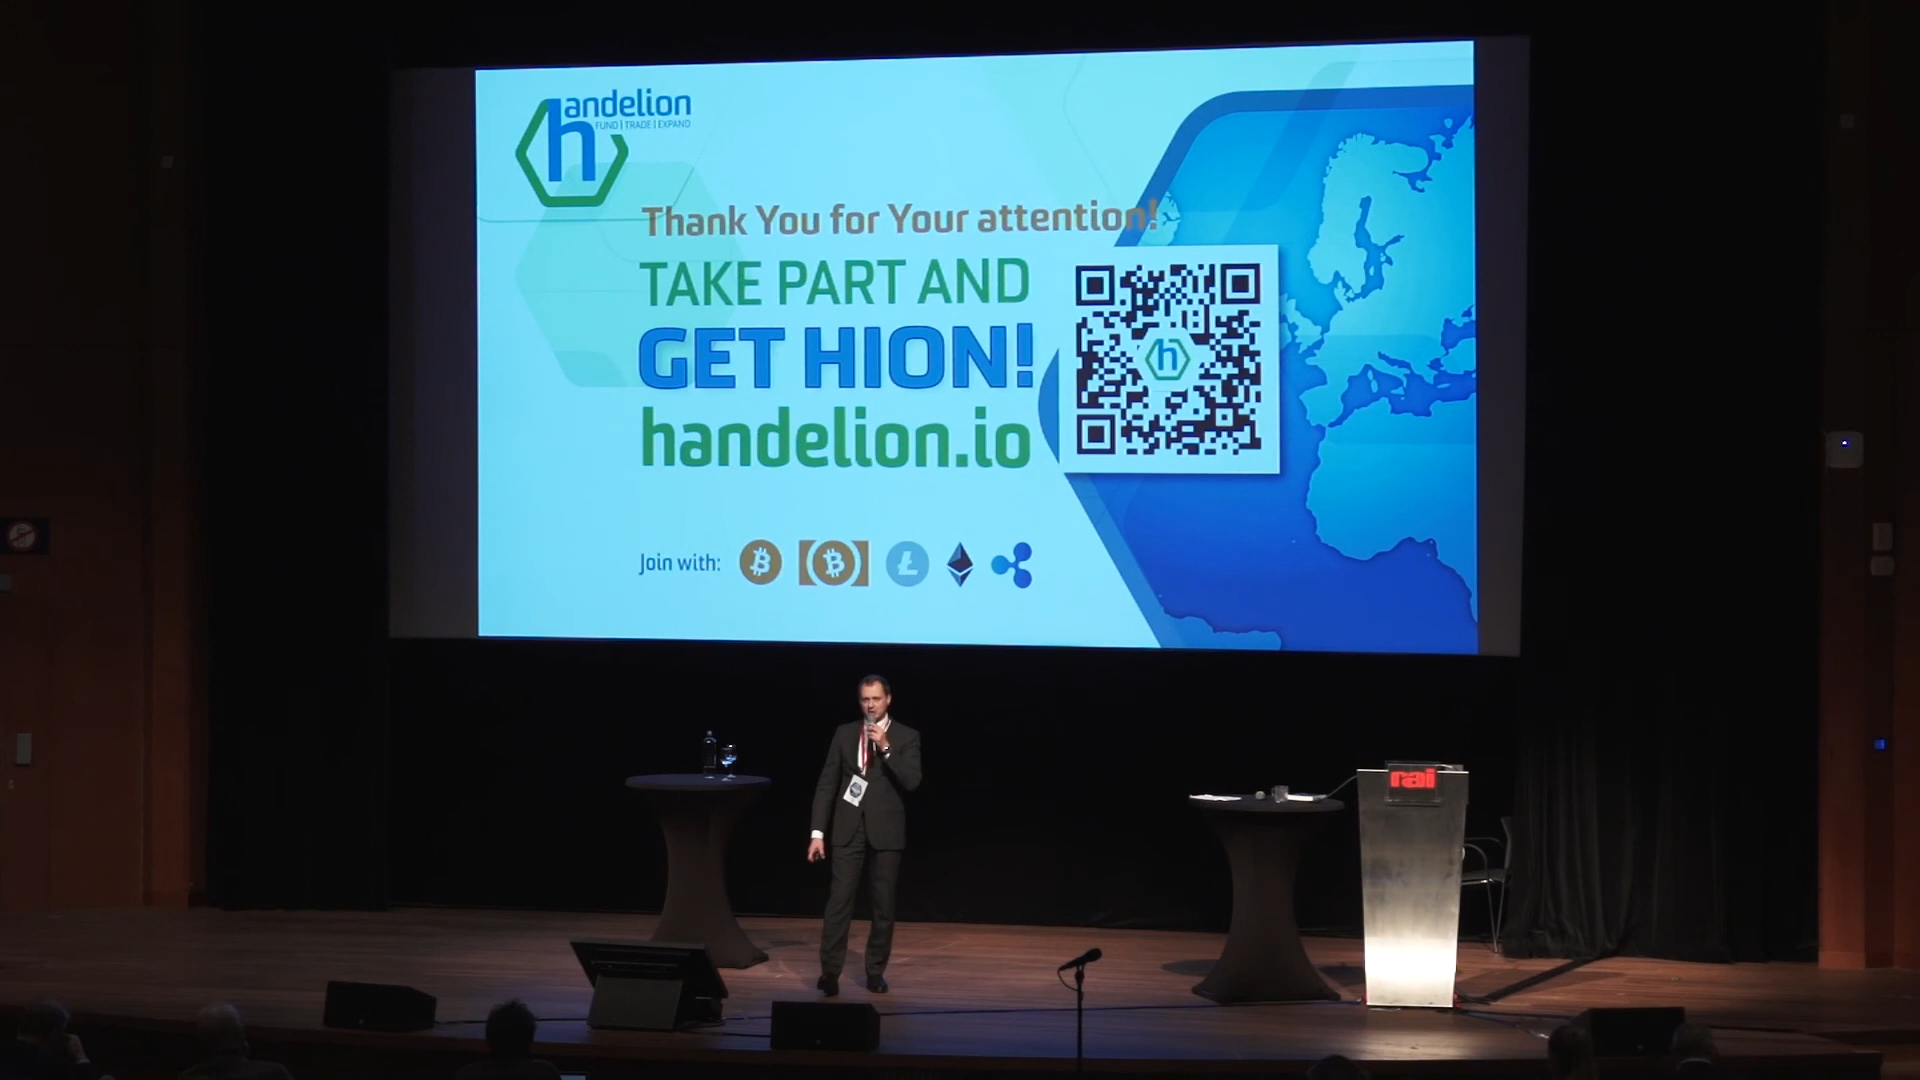 handelion
FUND | TRADE | EXPAND
Thank You for Your attention!
TAKE PART AND
GET HION!
handelion.io
Join with:
rai